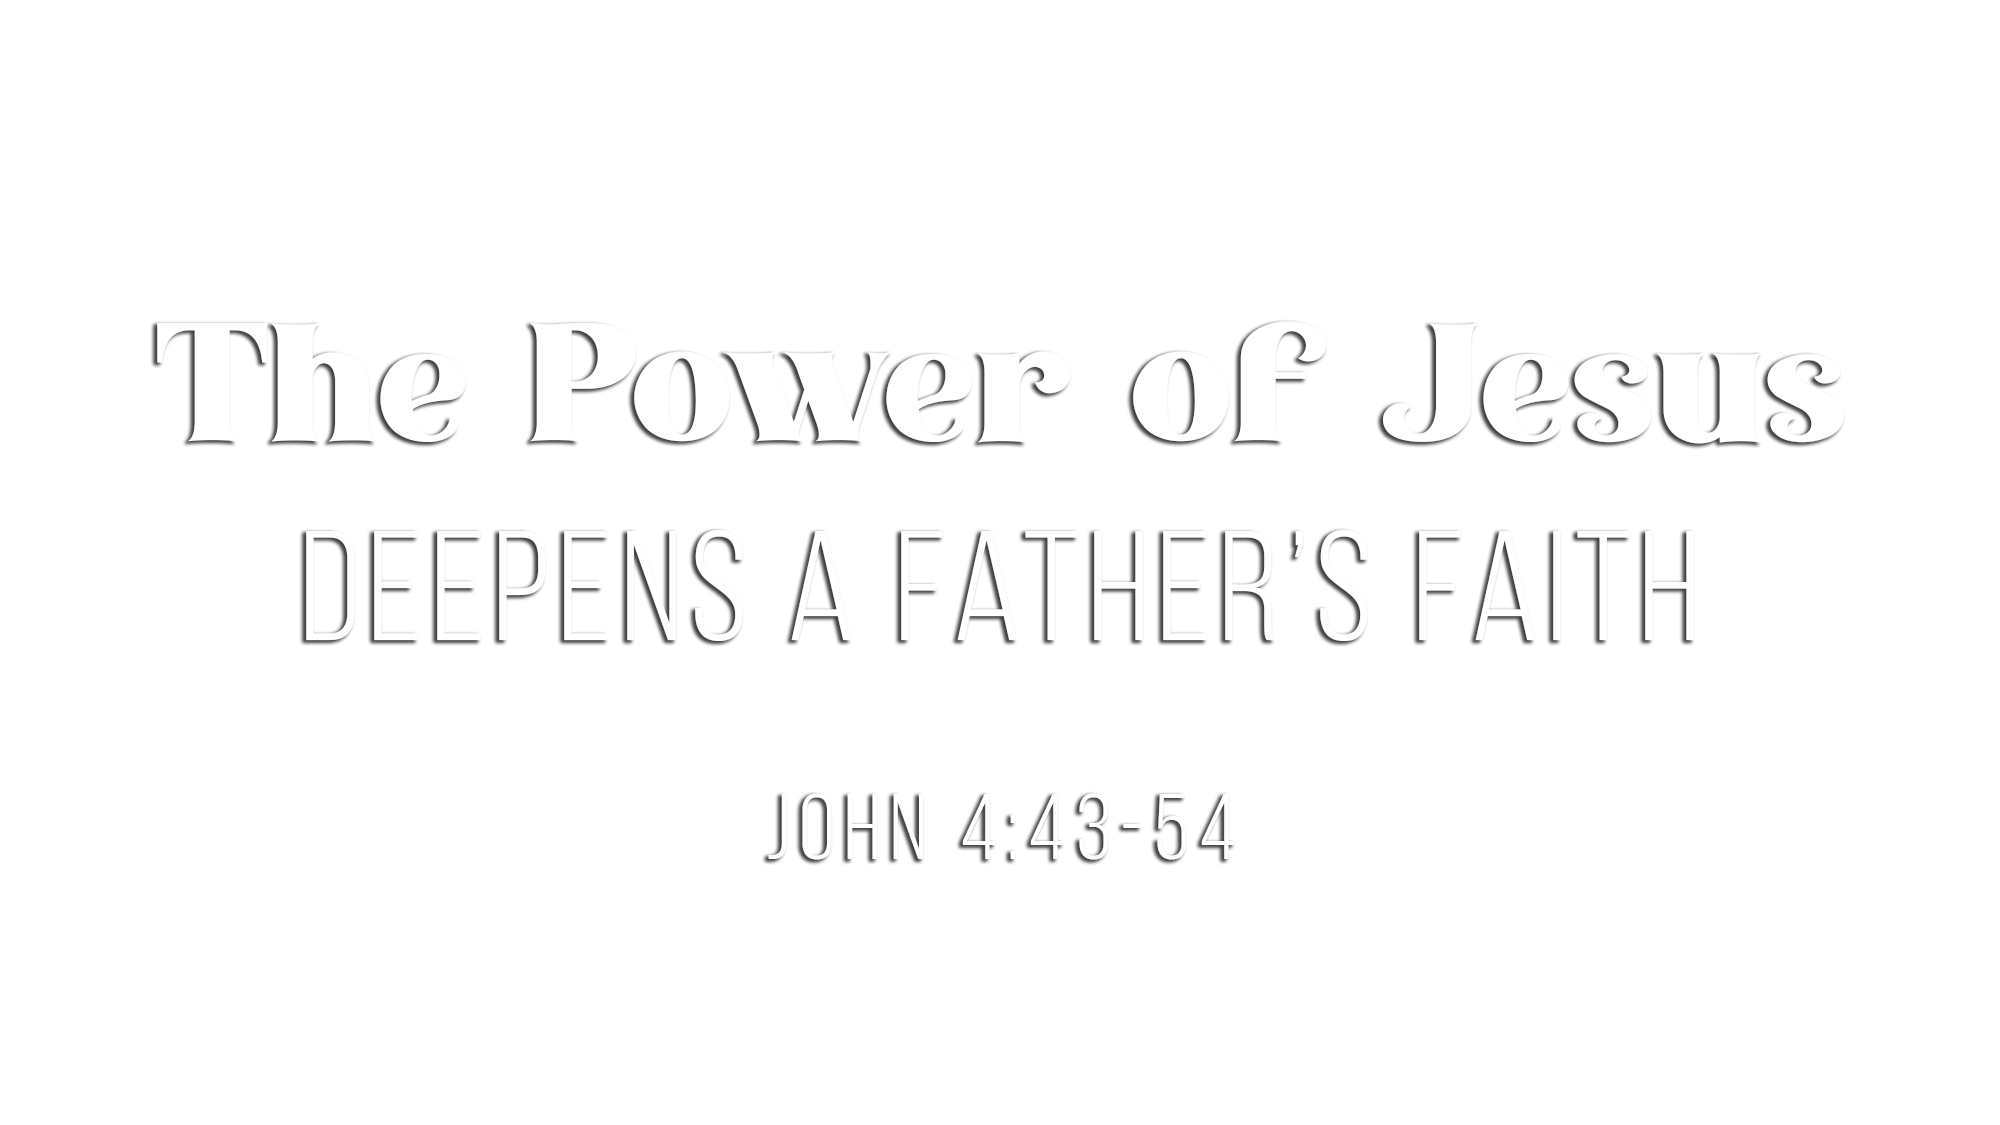 The Power of Jesus
DEEPENS A FATHER’S FAITH
JOHN 4:43-54